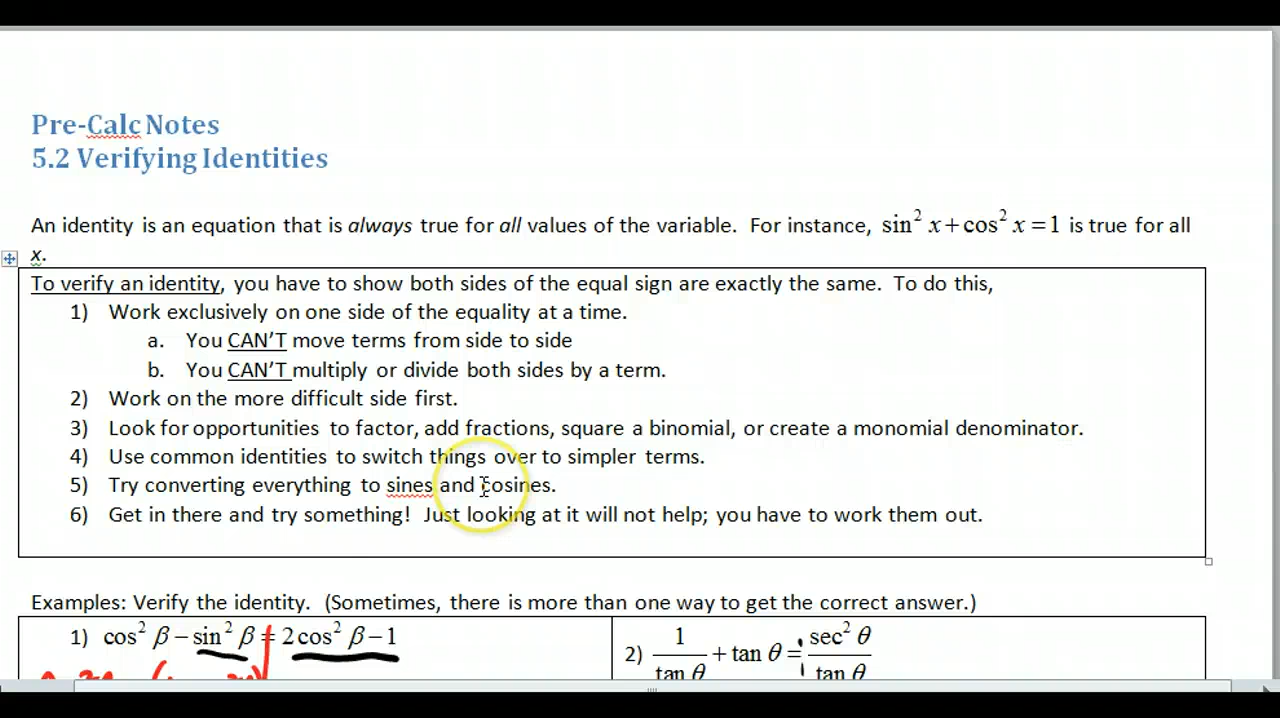 Pre-Calc Notes
5.2 Verifying Identities
An identity is an equation that is always true for all values of the variable. For instance, sin² x + cos² x = 1 is true for all
x.
To verify an identity, you have to show both sides of the equal sign are exactly the same. To do this,
1) Work exclusively on one side of the equality at a time.
a. You CAN'T move terms from side to side
b. You CAN'T multiply or divide both sides by a term.
2) Work on the more difficult side first.
3) Look for opportunities to factor, add fractions, square a binomial, or create a monomial denominator.
4) Use common identities to switch things over to simpler terms.
5) Try converting everything to sines and cosines.
6) Get in there and try something! Just looking at it will not help; you have to work them out.
Examples: Verify the identity. (Sometimes, there is more than one way to get the correct answer.)
1) cos² β − sin² β = 2cos² β − 1
2) 1/tan θ + tan θ = sec² θ/tan θ